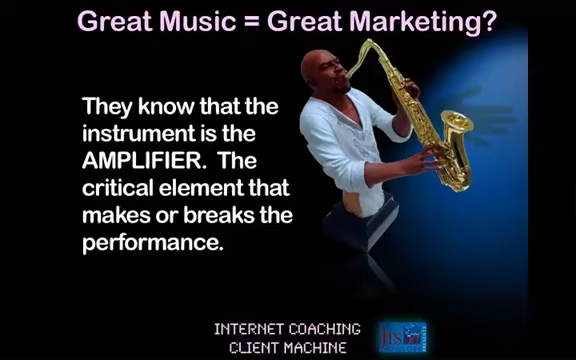 Great Music = Great Marketing?
They know that the
instrument is the
AMPLIFIER. The
critical element that
makes or breaks the
performance.
INTERNET COACHING
CLIENT MACHINE